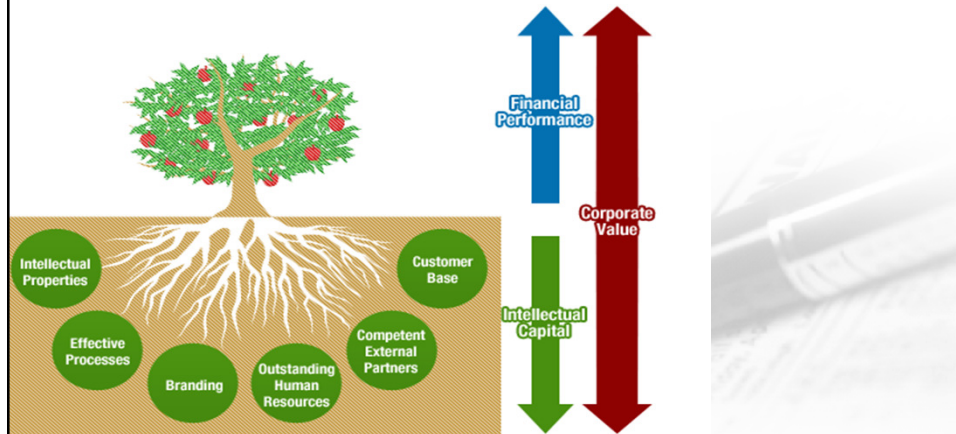 Financial
Performance
Corporate
Value
Intellectual
Capital
Intellectual
Properties
Customer
Base
Effective
Processes
Competent
External
Partners
Branding
Outstanding
Human
Resources